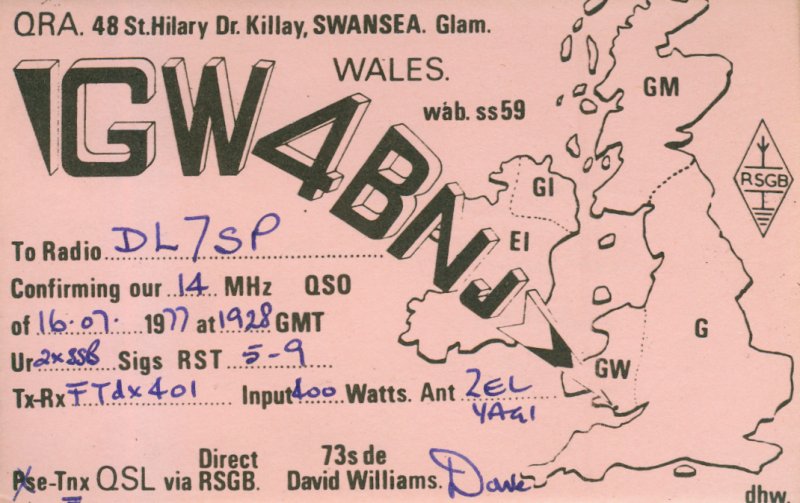 QRA. 48 St.Hilary Dr. Killay, SWANSEA. Glam.
WALES.
GW4BNJ
wab. ss59
GM
RSGB
GI
EI
G
GW
To Radio DL7SP
Confirming our 14 MHz QSO
of 16.07. 1977 at 1928 GMT
Ur 2xSSB Sigs RST 5-9
Tx-Rx FTdx401 Input 400 Watts. Ant 2EL
YAGI
Pse-Tnx QSL via Direct RSGB.
73s de
David Williams. Dave
dhw.